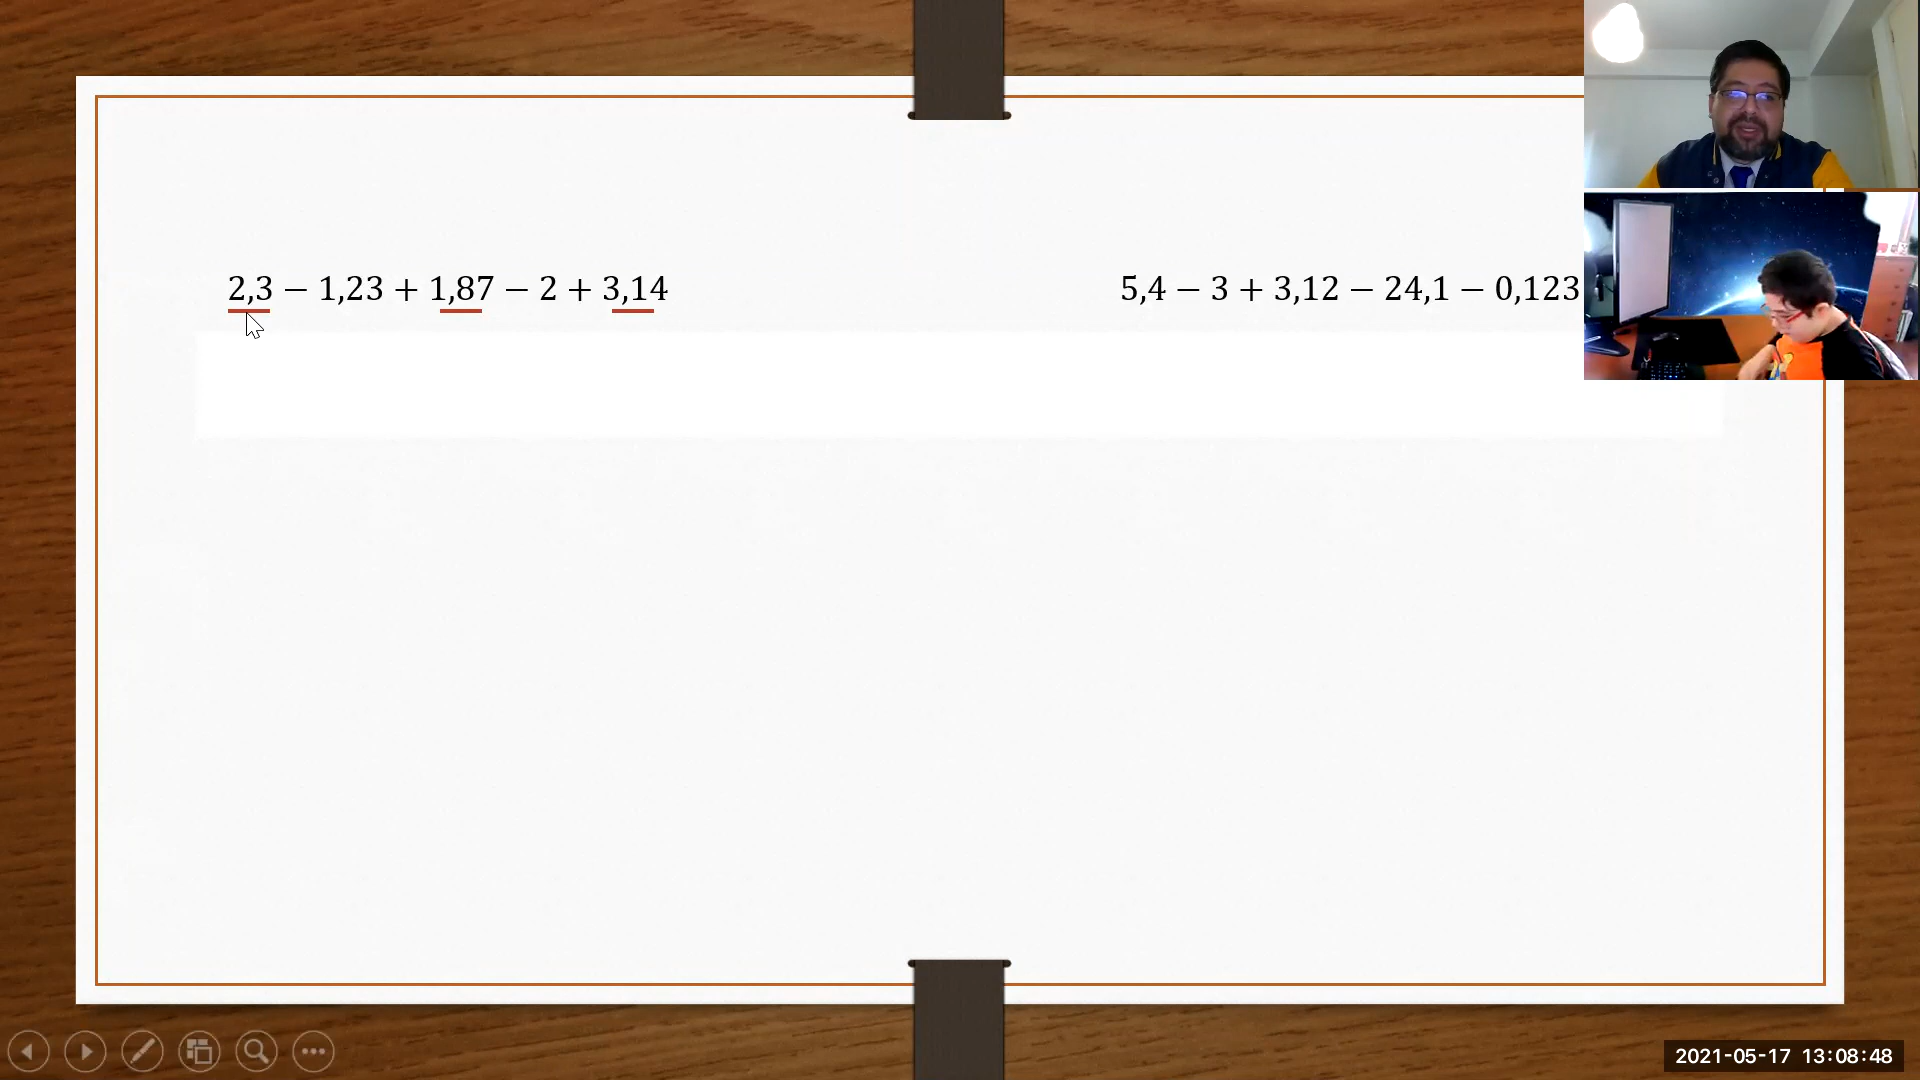 2,3 − 1,23 + 1,87 − 2 + 3,14
5,4 − 3 + 3,12 − 24,1 − 0,123
2021-05-17 13:08:48